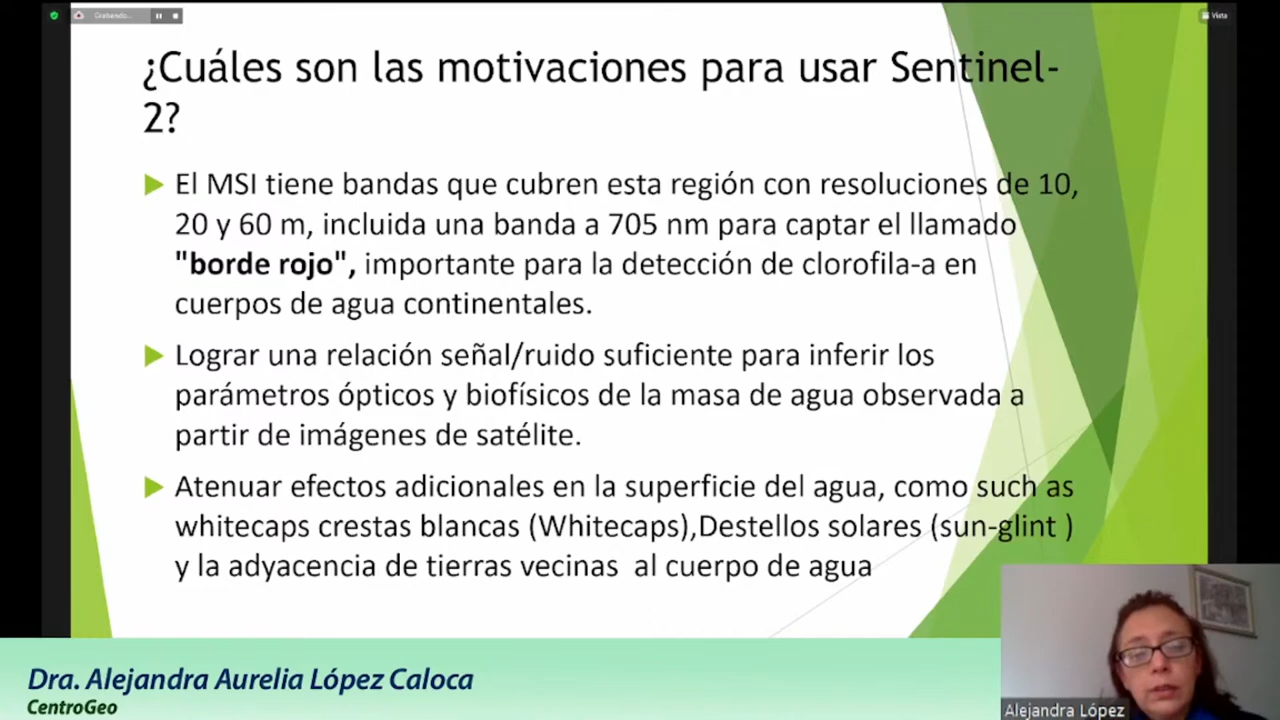 Grabando...
Vista
¿Cuáles son las motivaciones para usar Sentinel-
2?
El MSI tiene bandas que cubren esta región con resoluciones de 10,
20 y 60 m, incluida una banda a 705 nm para captar el llamado
"borde rojo", importante para la detección de clorofila-a en
cuerpos de agua continentales.
Lograr una relación señal/ruido suficiente para inferir los
parámetros ópticos y biofísicos de la masa de agua observada a
partir de imágenes de satélite.
Atenuar efectos adicionales en la superficie del agua, como such as
whitecaps crestas blancas (Whitecaps),Destellos solares (sun-glint )
y la adyacencia de tierras vecinas al cuerpo de agua
Dra. Alejandra Aurelia López Caloca
CentroGeo
Alejandra López